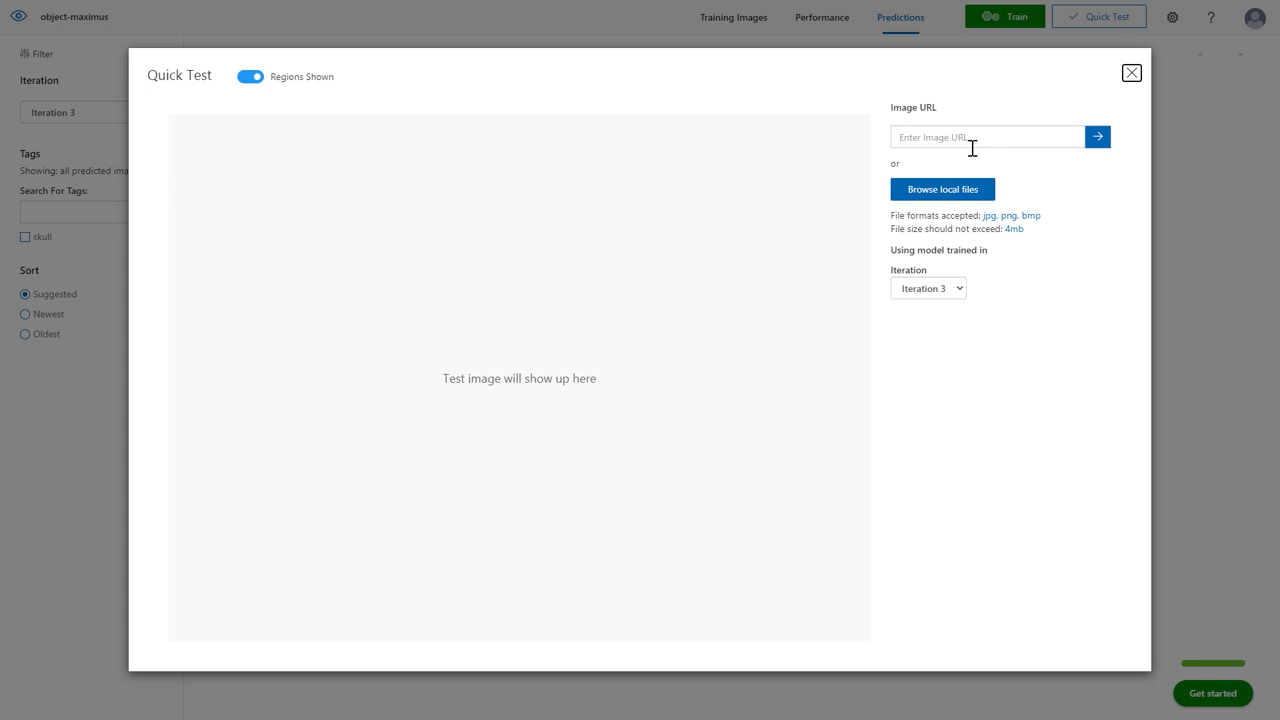 object-maximus
Training Images
Performance
Predictions
Train
Quick Test
?
Filter
Iteration
Iteration 3
Tags
Showing: all predicted ima
Search For Tags:
skull
Sort
Suggested
Newest
Oldest
Quick Test
Regions Shown
Test image will show up here
Image URL
Enter Image URL
or
Browse local files
File formats accepted: jpg, png, bmp
File size should not exceed: 4mb
Using model trained in
Iteration
Iteration 3
Get started